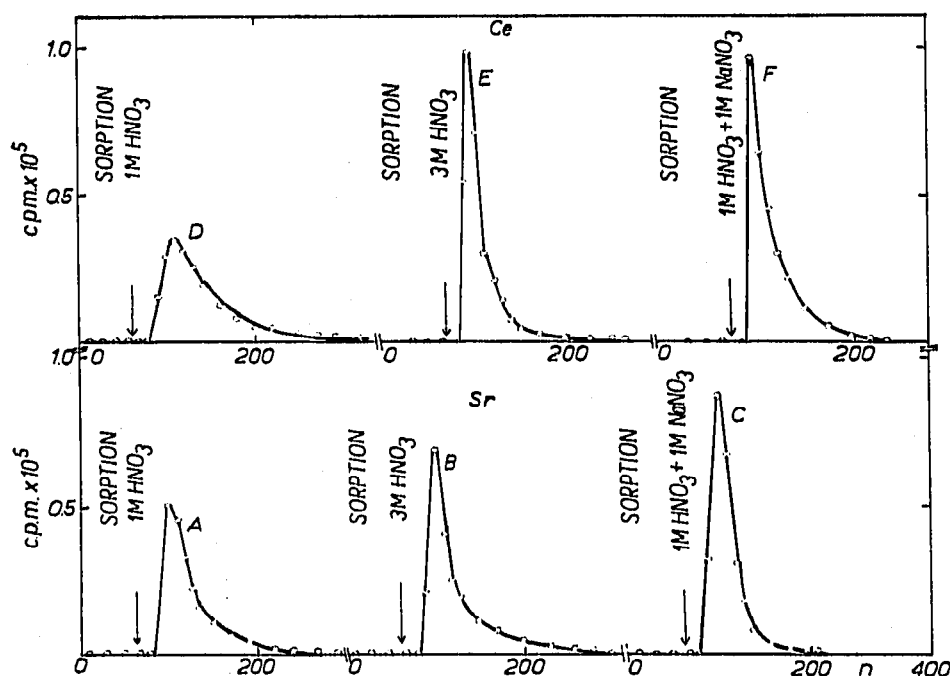 Ce
c.p.m. x 10⁵
1.0
0.5
1.0
SORPTION
1M HNO₃
D
SORPTION
3M HNO₃
E
SORPTION
1M HNO₃ + 1M NaNO₃
F
0 200 0 200 0 200
Sr
c.p.m. x 10⁵
0.5
SORPTION
1M HNO₃
A
SORPTION
3M HNO₃
B
SORPTION
1M HNO₃ + 1M NaNO₃
C
0 200 0 200 0 200 n 400